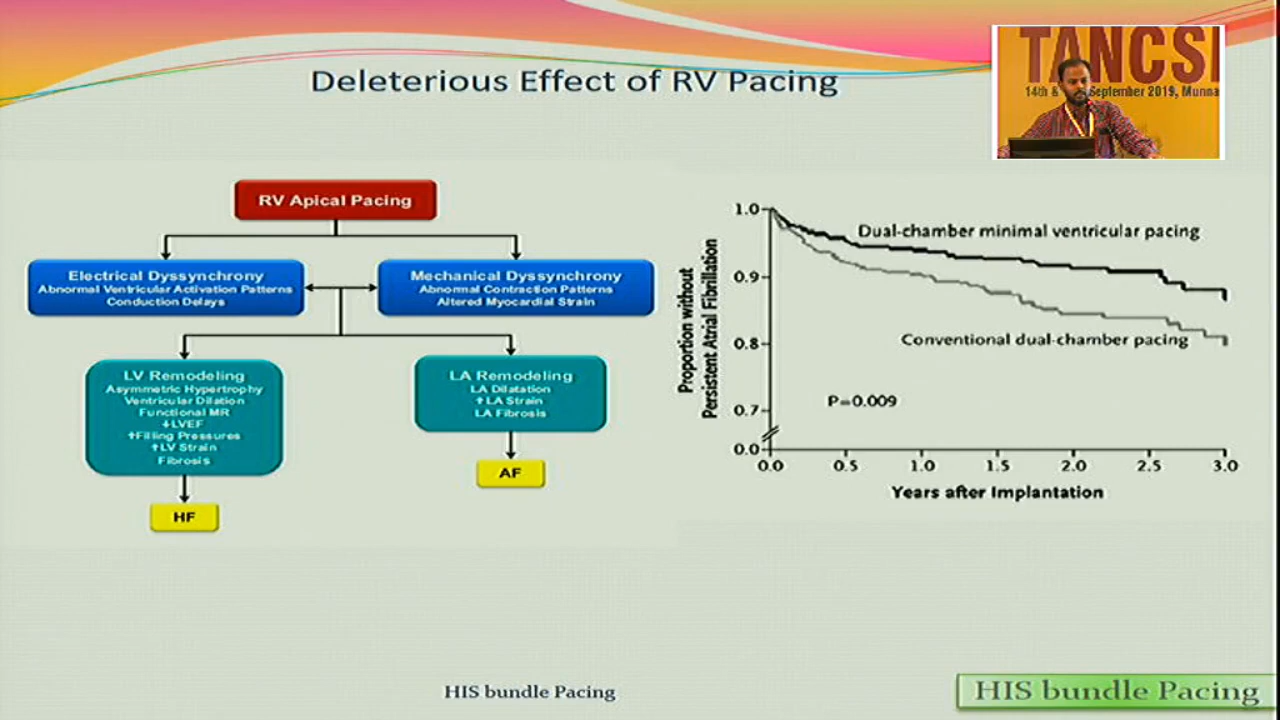 Deleterious Effect of RV Pacing
TANCSI
14th & September 2019, Munna
RV Apical Pacing
Electrical Dyssynchrony
Abnormal Ventricular Activation Patterns
Conduction Delays
Mechanical Dyssynchrony
Abnormal Contraction Patterns
Altered Myocardial Strain
LV Remodeling
Asymmetric Hypertrophy
Ventricular Dilation
Functional MR
↓LVEF
↑Filling Pressures
↑LV Strain
Fibrosis
HF
LA Remodeling
LA Dilatation
↑LA Strain
LA Fibrosis
AF
Proportion without
Persistent Atrial Fibrillation
1.0
0.9
0.8
0.7
0.0
Dual-chamber minimal ventricular pacing
Conventional dual-chamber pacing
P=0.009
0.0 0.5 1.0 1.5 2.0 2.5 3.0
Years after Implantation
HIS bundle Pacing
HIS bundle Pacing